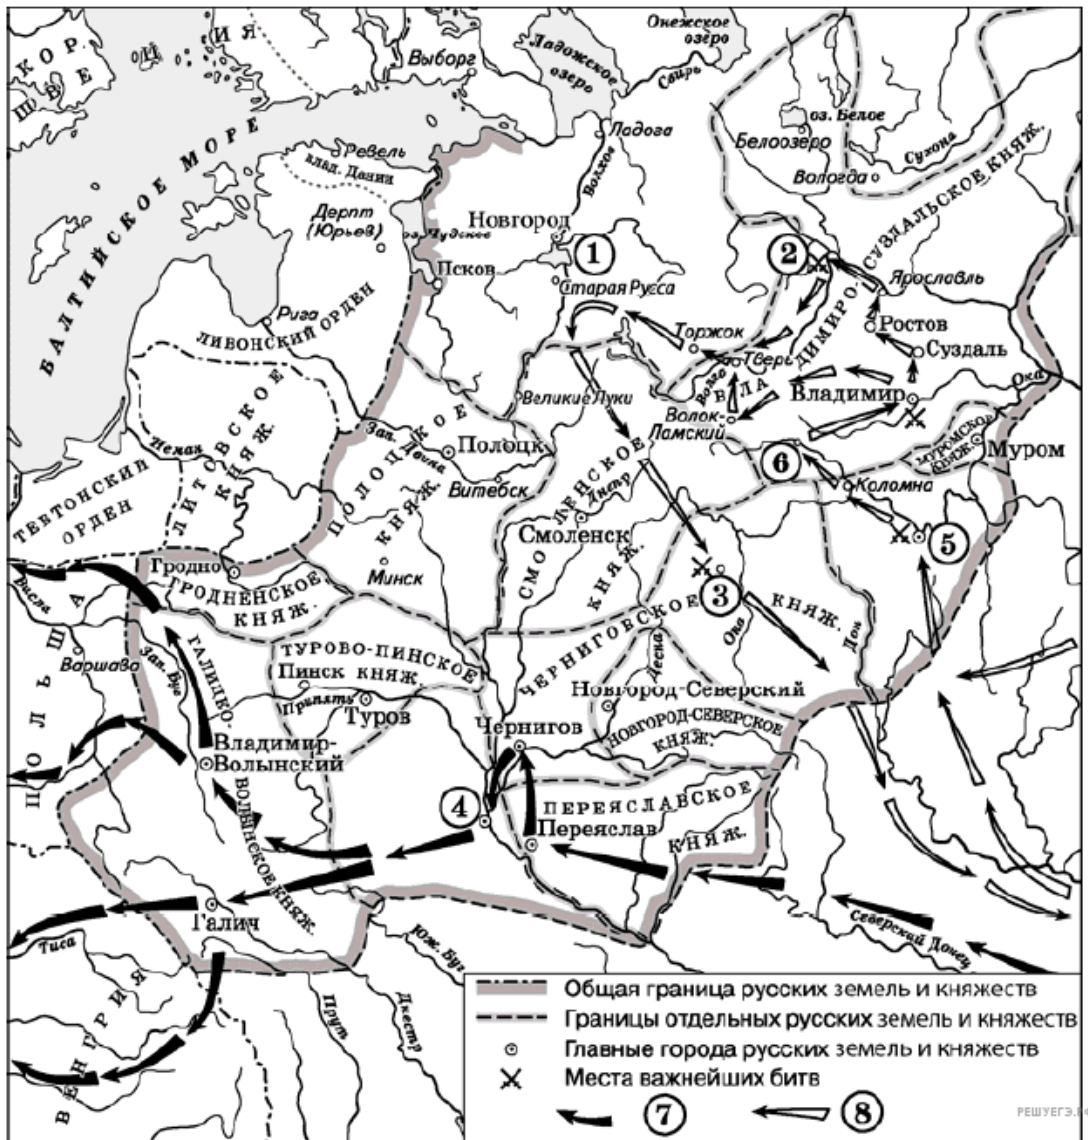 ШВЕ
КОР.
И
ИЯ
Выборг
Ладожское
озеро
Онежское
озеро
Свирь
Ладога
Волхов
оз. Белое
Белоозеро
Вологда
Сухона
БАЛТИЙСКОЕ МОРЕ
Ревель
влад. Дании
Дерпт
(Юрьев)
оз. Чудское
Псков
Новгород
1
Старая Русса
2
ВЛАДИМИРО-СУЗДАЛЬСКОЕ КНЯЖ.
Ярославль
Ростов
Суздаль
Владимир
Ока
Рига
ЛИВОНСКИЙ ОРДЕН
Торжок
Тверь
Волга
Волок-
Ламский
Великие Луки
МУРОМСКОЕ
КНЯЖ.
Муром
6
Коломна
5
Неман
ЛИТОВСКОЕ
КНЯЖ.
ТЕВТОНСКИЙ
ОРДЕН
Зап. Двина
Полоцк
ПОЛОЦКОЕ
КНЯЖ.
Витебск
СМОЛЕНСКОЕ
КНЯЖ.
Днепр
Смоленск
Минск
Гродно
ГРОДНЕНСКОЕ
КНЯЖ.
3
Ока
Дон
ЧЕРНИГОВСКОЕ КНЯЖ.
Десна
Висла
ПОЛЬША
Варшава
Зап. Буг
ГАЛИЦКО-
ВОЛЫНСКОЕ КНЯЖ.
ТУРОВО-ПИНСКОЕ
КНЯЖ.
Пинск
Припять
Туров
Новгород-Северский
НОВГОРОД-СЕВЕРСКОЕ
КНЯЖ.
Чернигов
Владимир-
Волынский
4
ПЕРЕЯСЛАВСКОЕ
КНЯЖ.
Переяслав
Галич
Тиса
Северский Донец
Юж. Буг
Днестр
Прут
ВЕНГРИЯ
Общая граница русских земель и княжеств
Границы отдельных русских земель и княжеств
Главные города русских земель и княжеств
Места важнейших битв
7
8